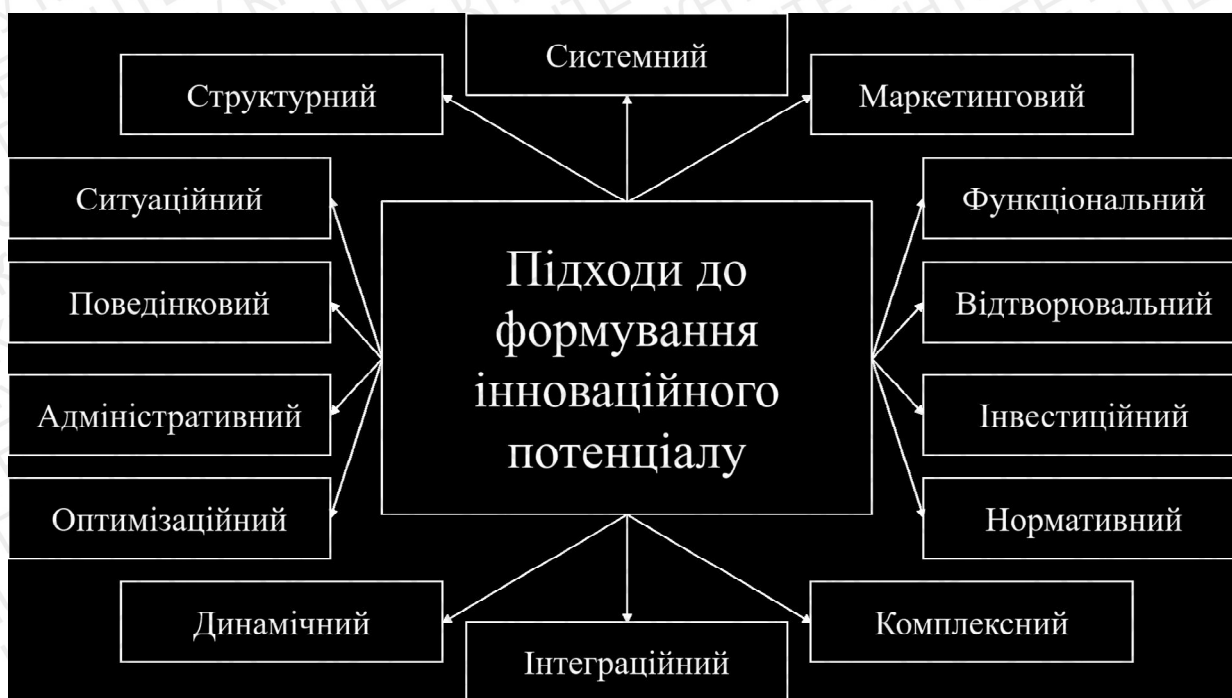 Системний
Структурний
Маркетинговий
Ситуаційний
Функціональний
Підходи до
формування
інноваційного
потенціалу
Поведінковий
Відтворювальний
Адміністративний
Інвестиційний
Оптимізаційний
Нормативний
Динамічний
Комплексний
Інтеграційний